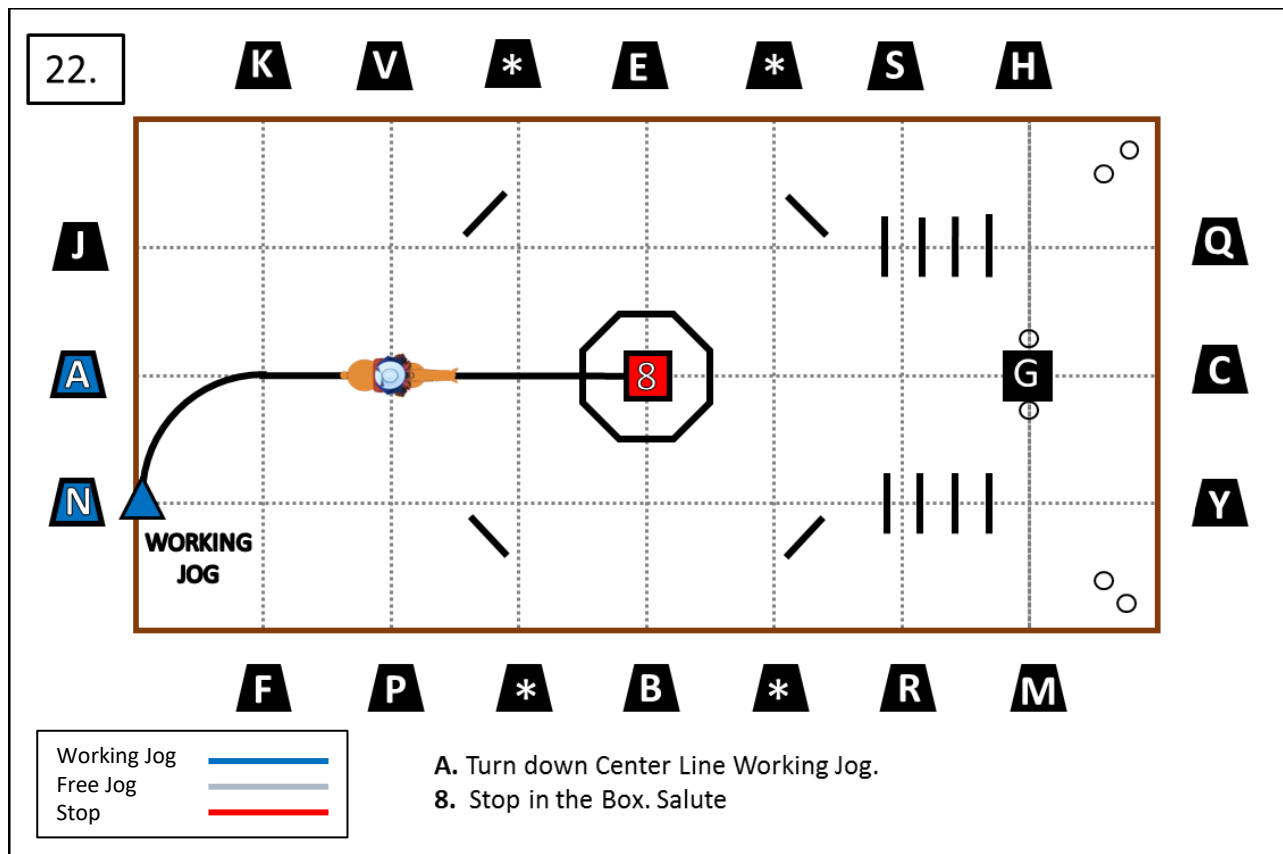 22.
K V * E * S H
J Q
A 8 G C
N Y
WORKING
JOG
F P * B * R M
Working Jog
Free Jog
Stop
A. Turn down Center Line Working Jog.
8. Stop in the Box. Salute